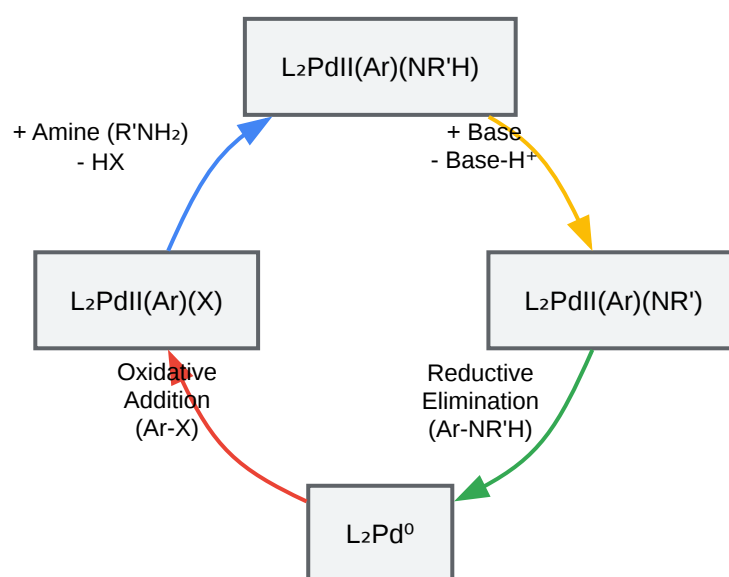 L₂PdII(Ar)(NR'H)
+ Amine (R'NH₂)
- HX
+ Base
- Base-H⁺
L₂PdII(Ar)(X)
L₂PdII(Ar)(NR')
Oxidative
Addition
(Ar-X)
Reductive
Elimination
(Ar-NR'H)
L₂Pd⁰